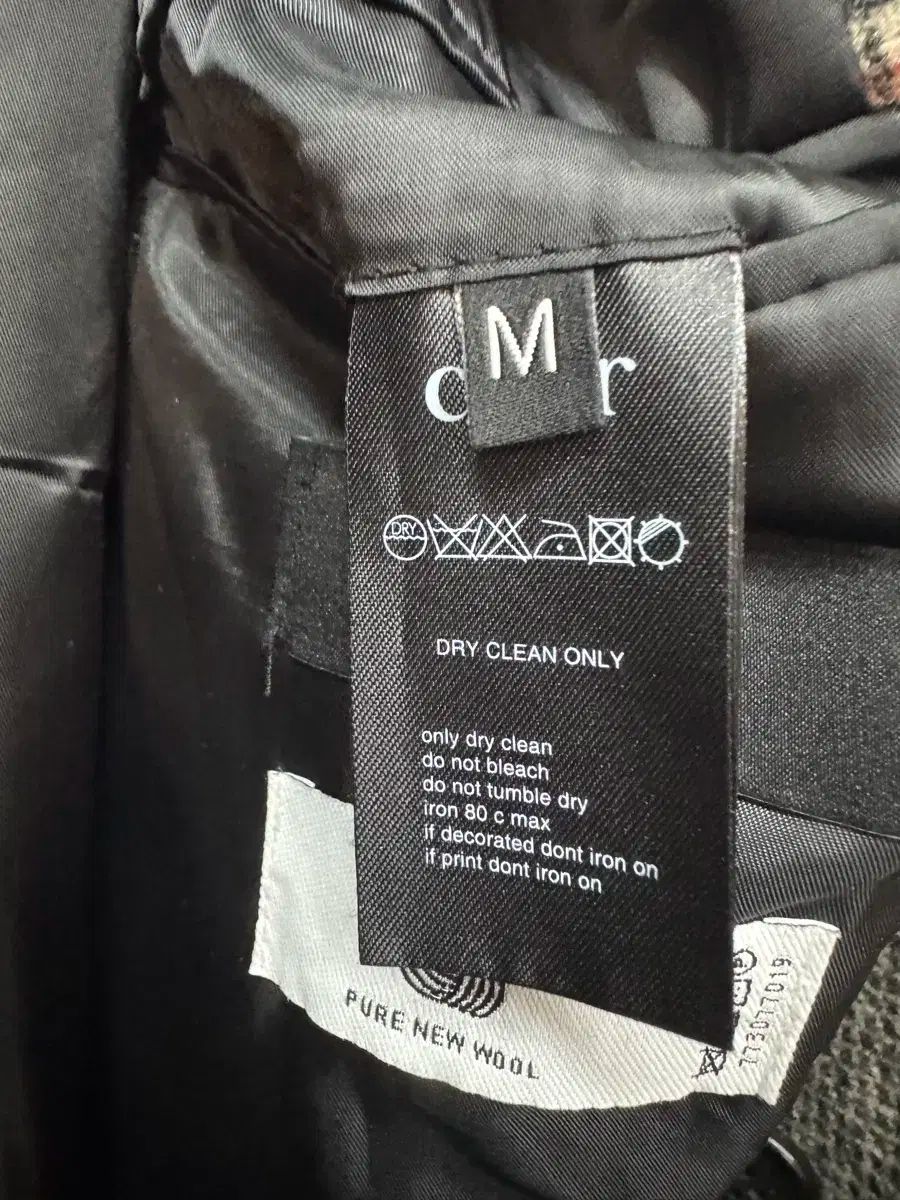 M
DRY
DRY CLEAN ONLY
only dry clean
do not bleach
do not tumble dry
iron 80 c max
if decorated dont iron on
if print dont iron on
PURE NEW WOOL
773077019